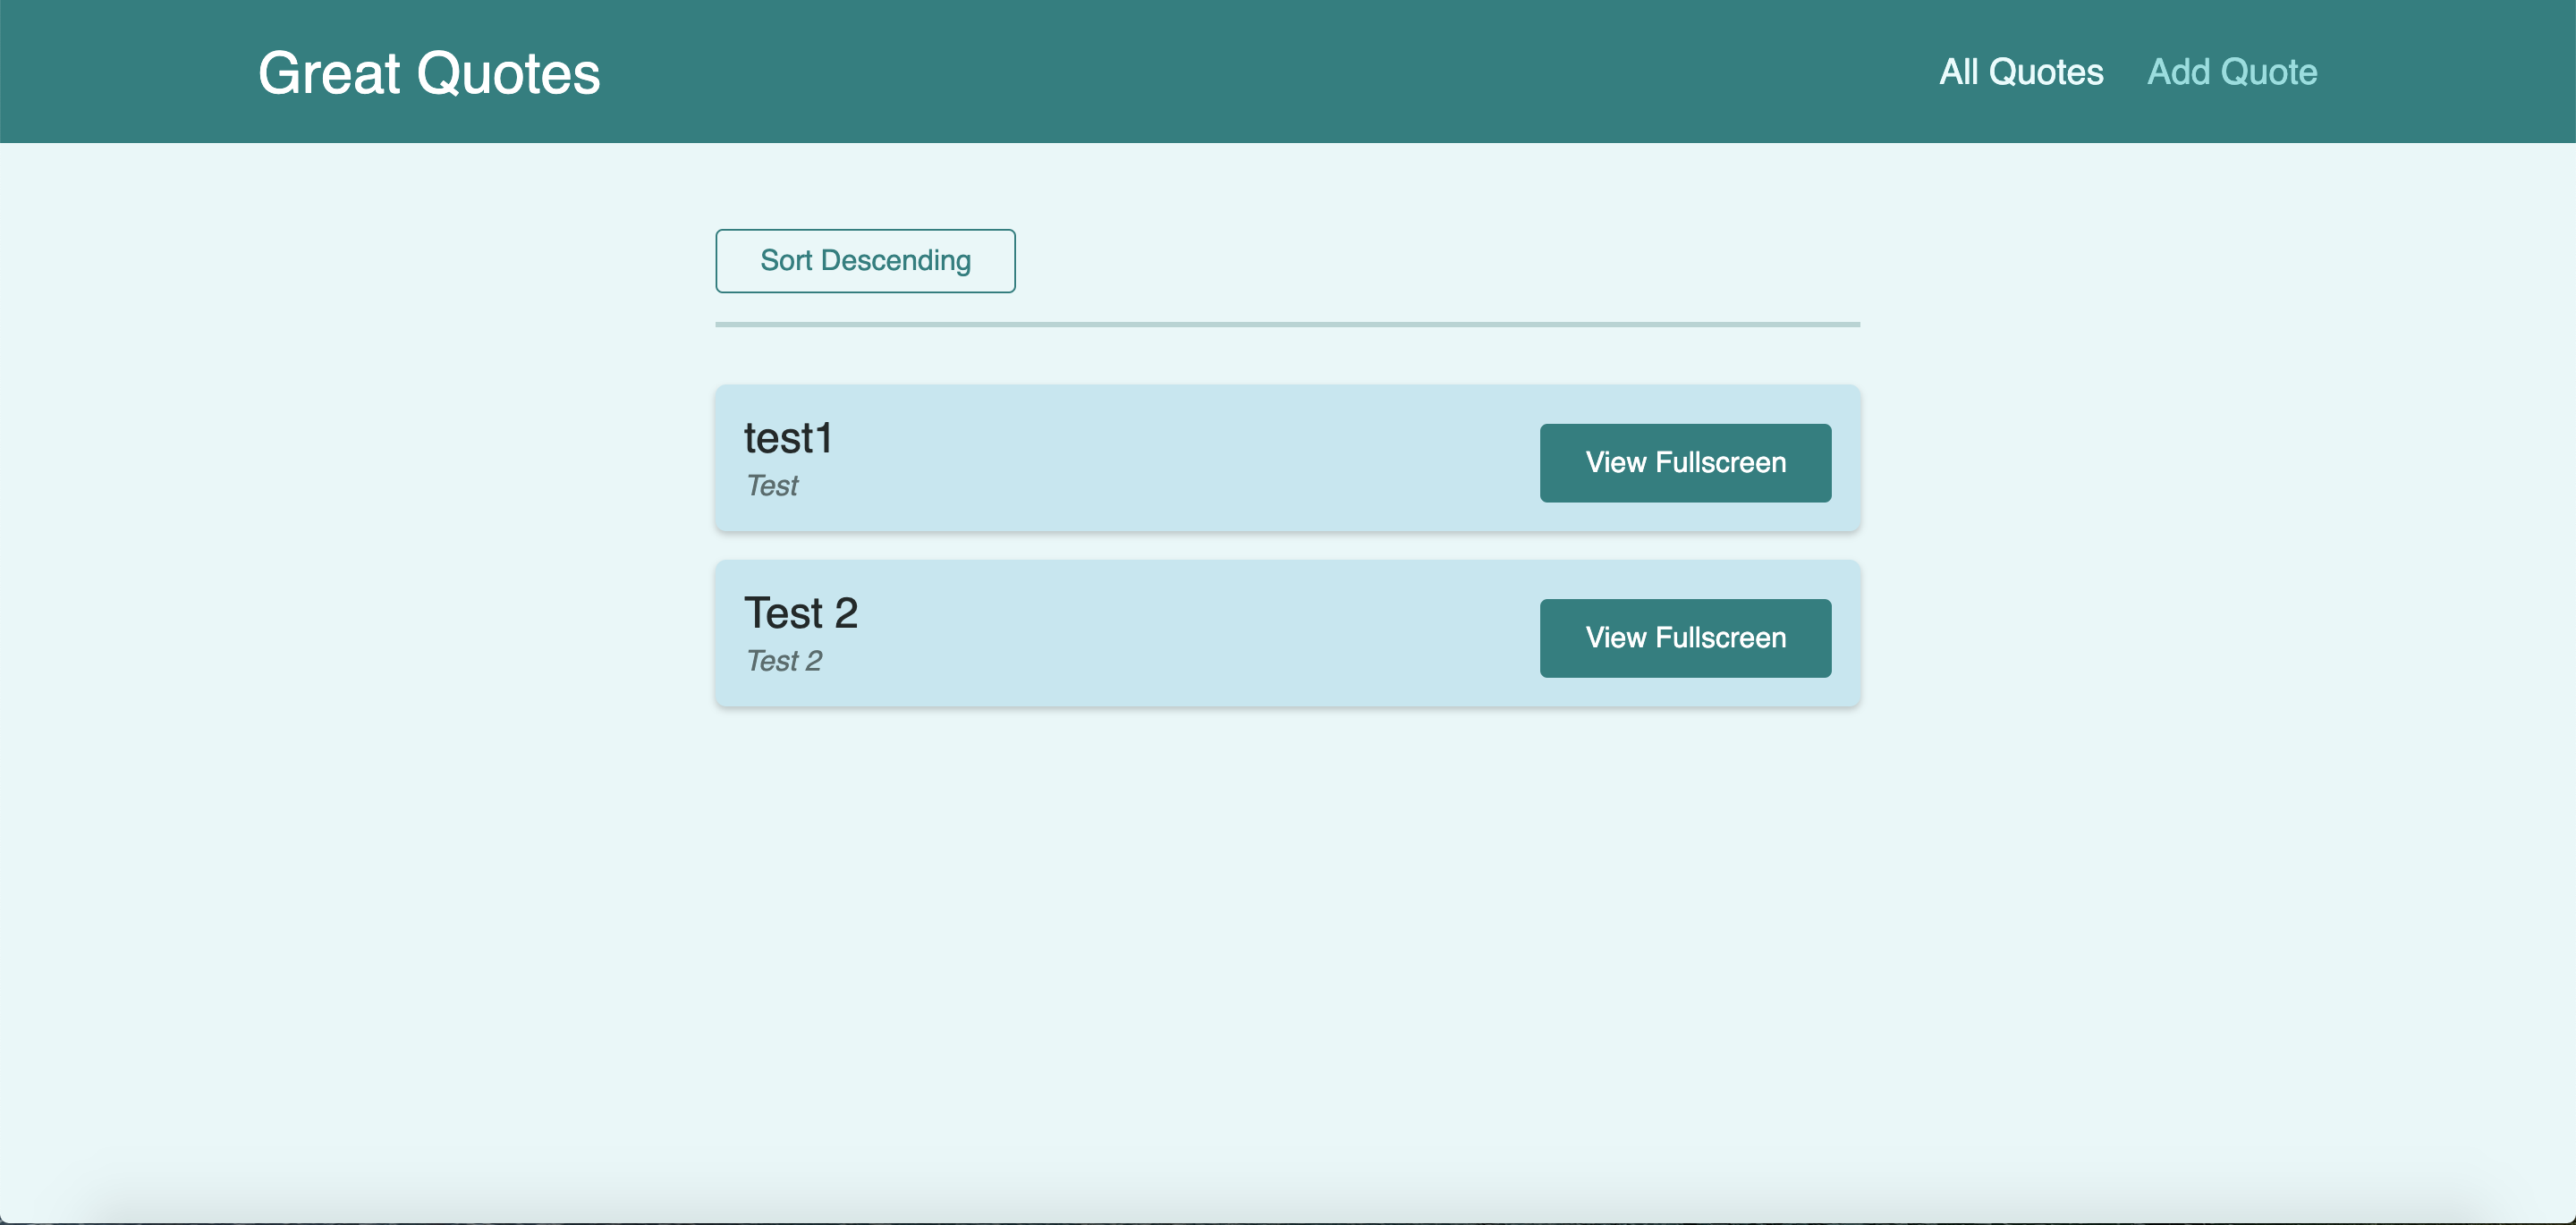 Great Quotes
All Quotes
Add Quote
Sort Descending
test1
Test
View Fullscreen
Test 2
Test 2
View Fullscreen